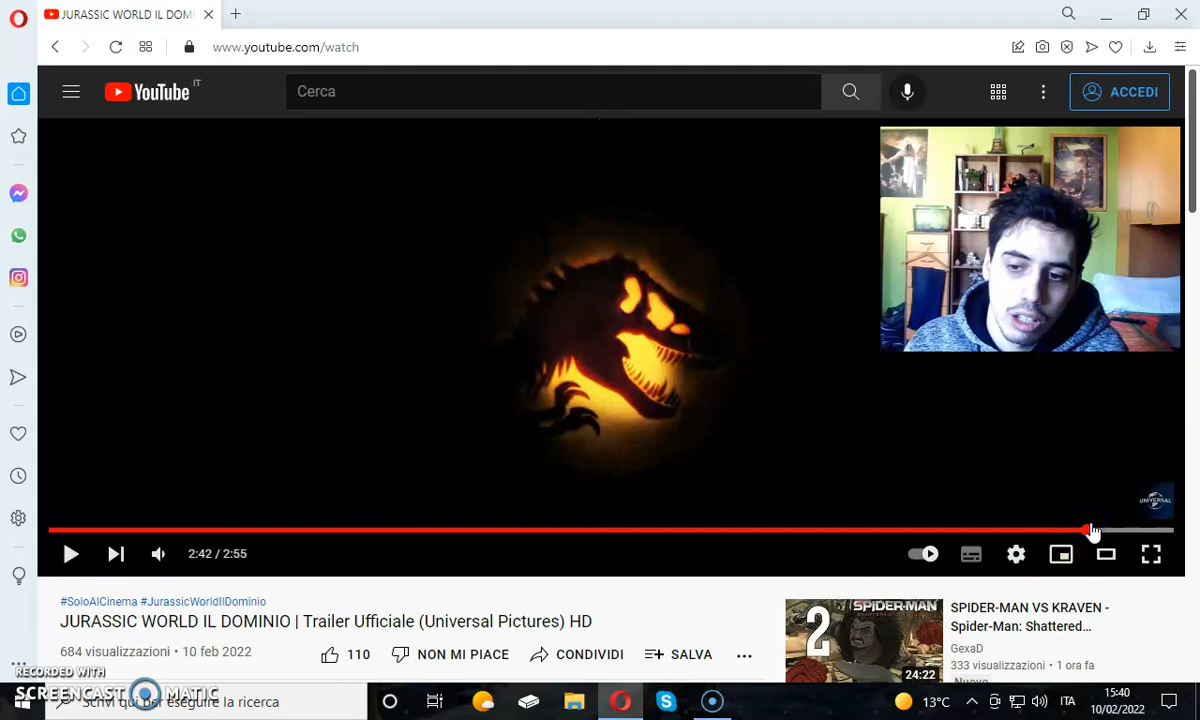 JURASSIC WORLD IL DOMI
www.youtube.com/watch
YouTube IT
Cerca
ACCEDI
UNIVERSAL
2:42 / 2:55
#SoloAlCinema #JurassicWorldIlDominio
JURASSIC WORLD IL DOMINIO | Trailer Ufficiale (Universal Pictures) HD
684 visualizzazioni • 10 feb 2022
110
NON MI PIACE
CONDIVIDI
SALVA
2
SPIDER-MAN
24:22
SPIDER-MAN VS KRAVEN -
Spider-Man: Shattered...
GexaD
333 visualizzazioni • 1 ora fa
Nuovo
RECORDED WITH
SCREENCAST MATIC
Scrivi qui per eseguire la ricerca
13°C
ITA
15:40
10/02/2022